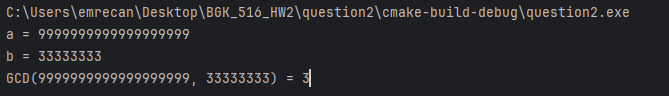 C:\Users\emrecan\Desktop\BGK_516_HW2\question2\cmake-build-debug\question2.exe
a = 9999999999999999999
b = 33333333
GCD(9999999999999999999, 33333333) = 3